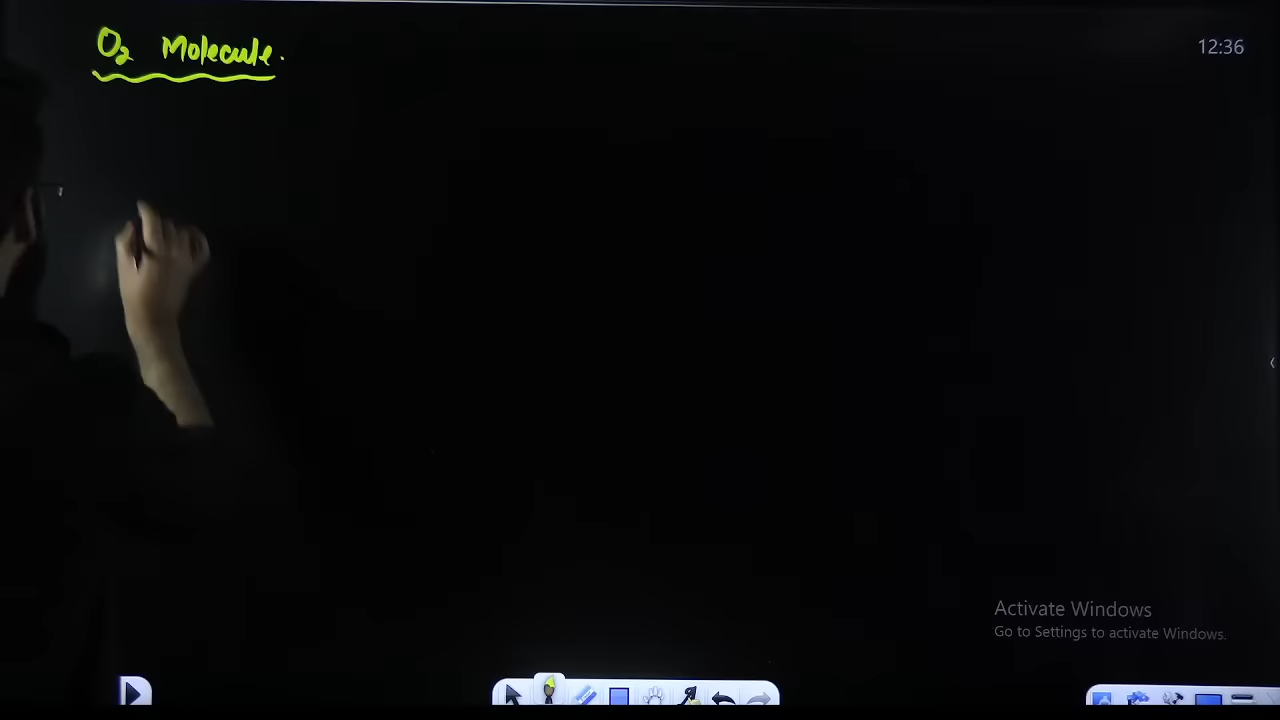 O₂ Molecule.
12:36
Activate Windows
Go to Settings to activate Windows.